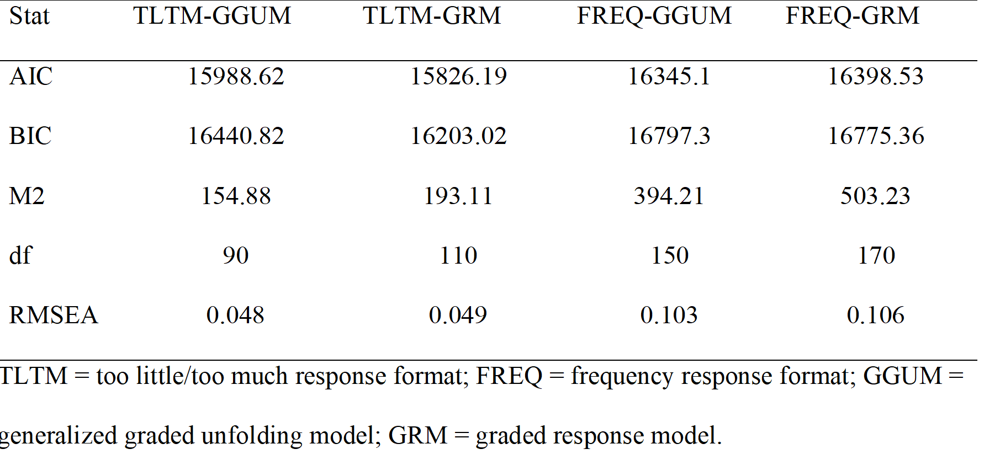 Stat TLTM-GGUM TLTM-GRM FREQ-GGUM FREQ-GRM
AIC 15988.62 15826.19 16345.1 16398.53
BIC 16440.82 16203.02 16797.3 16775.36
M2 154.88 193.11 394.21 503.23
df 90 110 150 170
RMSEA 0.048 0.049 0.103 0.106
TLTM = too little/too much response format; FREQ = frequency response format; GGUM =
generalized graded unfolding model; GRM = graded response model.